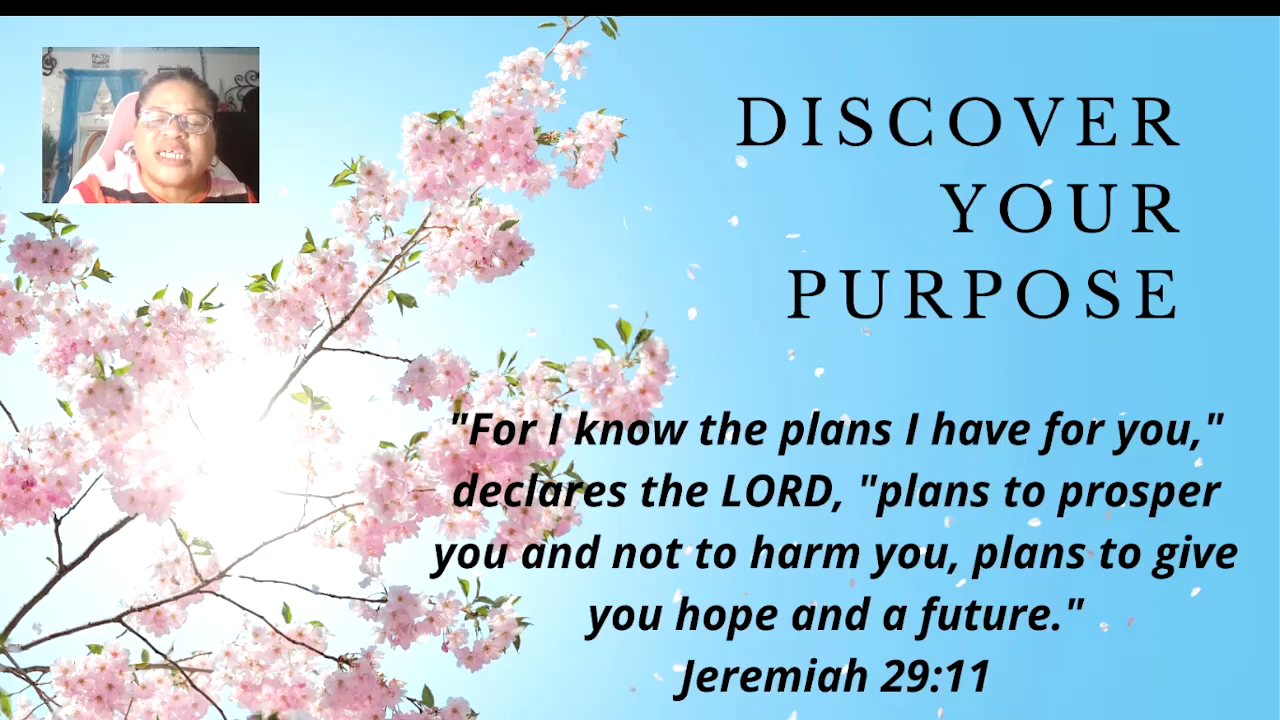 DISCOVER
YOUR
PURPOSE
"For I know the plans I have for you,"
declares the LORD, "plans to prosper
you and not to harm you, plans to give
you hope and a future."
Jeremiah 29:11